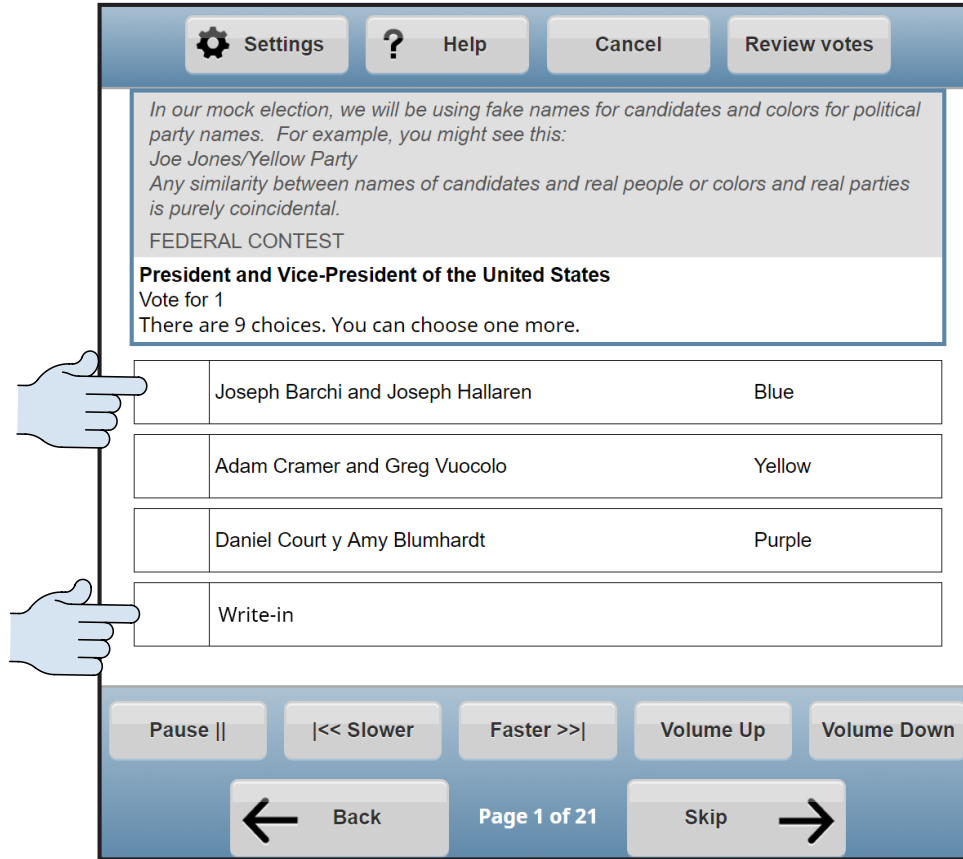 Settings
? Help
Cancel
Review votes
In our mock election, we will be using fake names for candidates and colors for political
party names. For example, you might see this:
Joe Jones/Yellow Party
Any similarity between names of candidates and real people or colors and real parties
is purely coincidental.
FEDERAL CONTEST
President and Vice-President of the United States
Vote for 1
There are 9 choices. You can choose one more.
Joseph Barchi and Joseph Hallaren Blue
Adam Cramer and Greg Vuocolo Yellow
Daniel Court y Amy Blumhardt Purple
Write-in
Pause ||
|<< Slower
Faster >>|
Volume Up
Volume Down
Back
Page 1 of 21
Skip